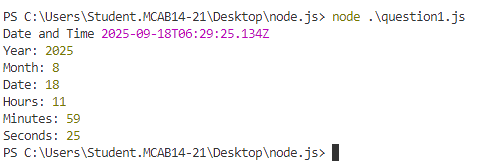 PS C:\Users\Student.MCAB14-21\Desktop\node.js> node .\question1.js
Date and Time 2025-09-18T06:29:25.134Z
Year: 2025
Month: 8
Date: 18
Hours: 11
Minutes: 59
Seconds: 25
PS C:\Users\Student.MCAB14-21\Desktop\node.js>